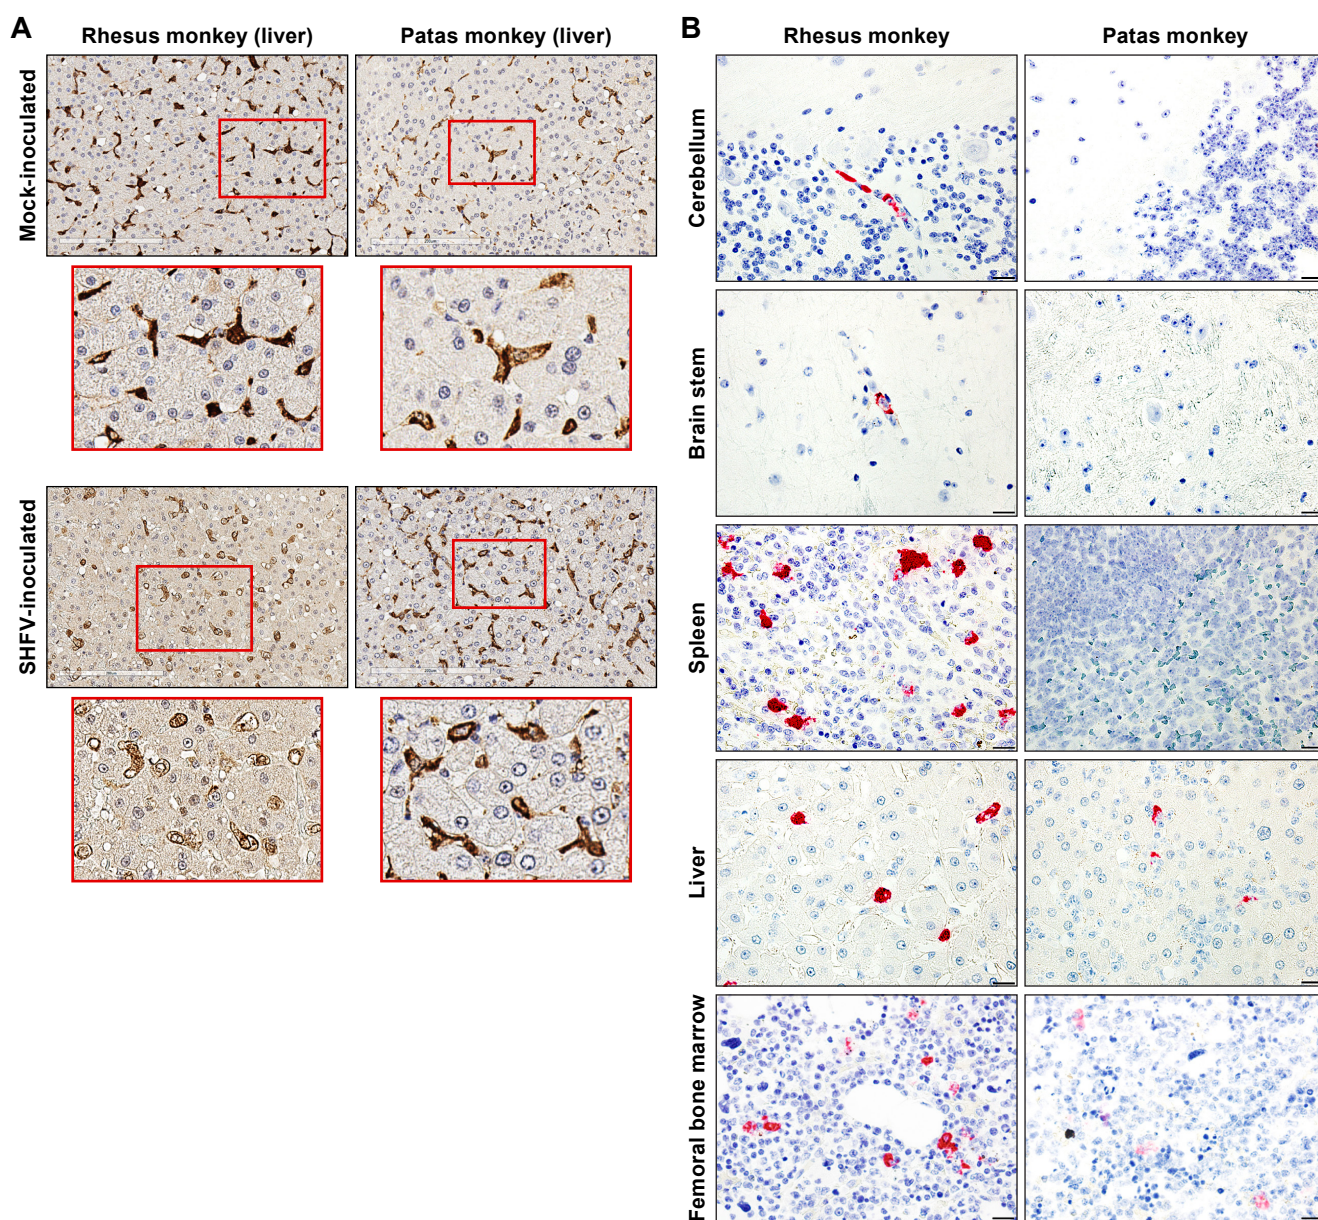 A
Rhesus monkey (liver)
Patas monkey (liver)
Mock-inoculated
SHFV-inoculated
B
Rhesus monkey
Patas monkey
Cerebellum
Brain stem
Spleen
Liver
Femoral bone marrow